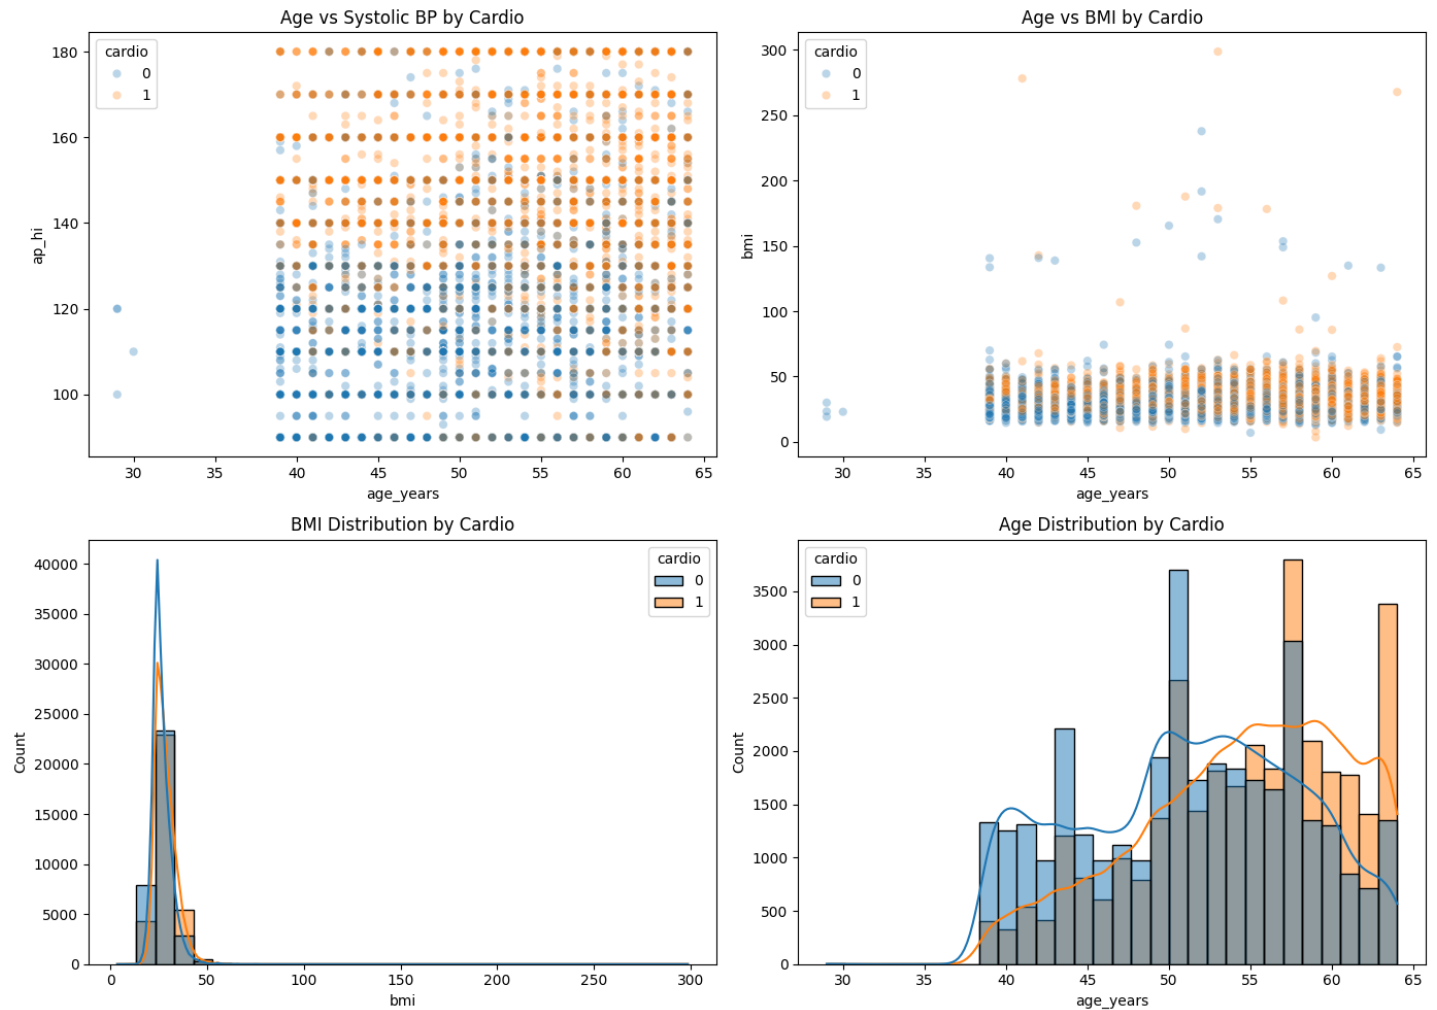 Age vs Systolic BP by Cardio
cardio
0
1
180
160
140
120
100
ap_hi
30 35 40 45 50 55 60 65
age_years
Age vs BMI by Cardio
cardio
0
1
300
250
200
150
100
50
0
bmi
30 35 40 45 50 55 60 65
age_years
BMI Distribution by Cardio
cardio
0
1
40000
35000
30000
25000
20000
15000
10000
5000
0
Count
0 50 100 150 200 250 300
bmi
Age Distribution by Cardio
cardio
0
1
3500
3000
2500
2000
1500
1000
500
0
Count
30 35 40 45 50 55 60 65
age_years